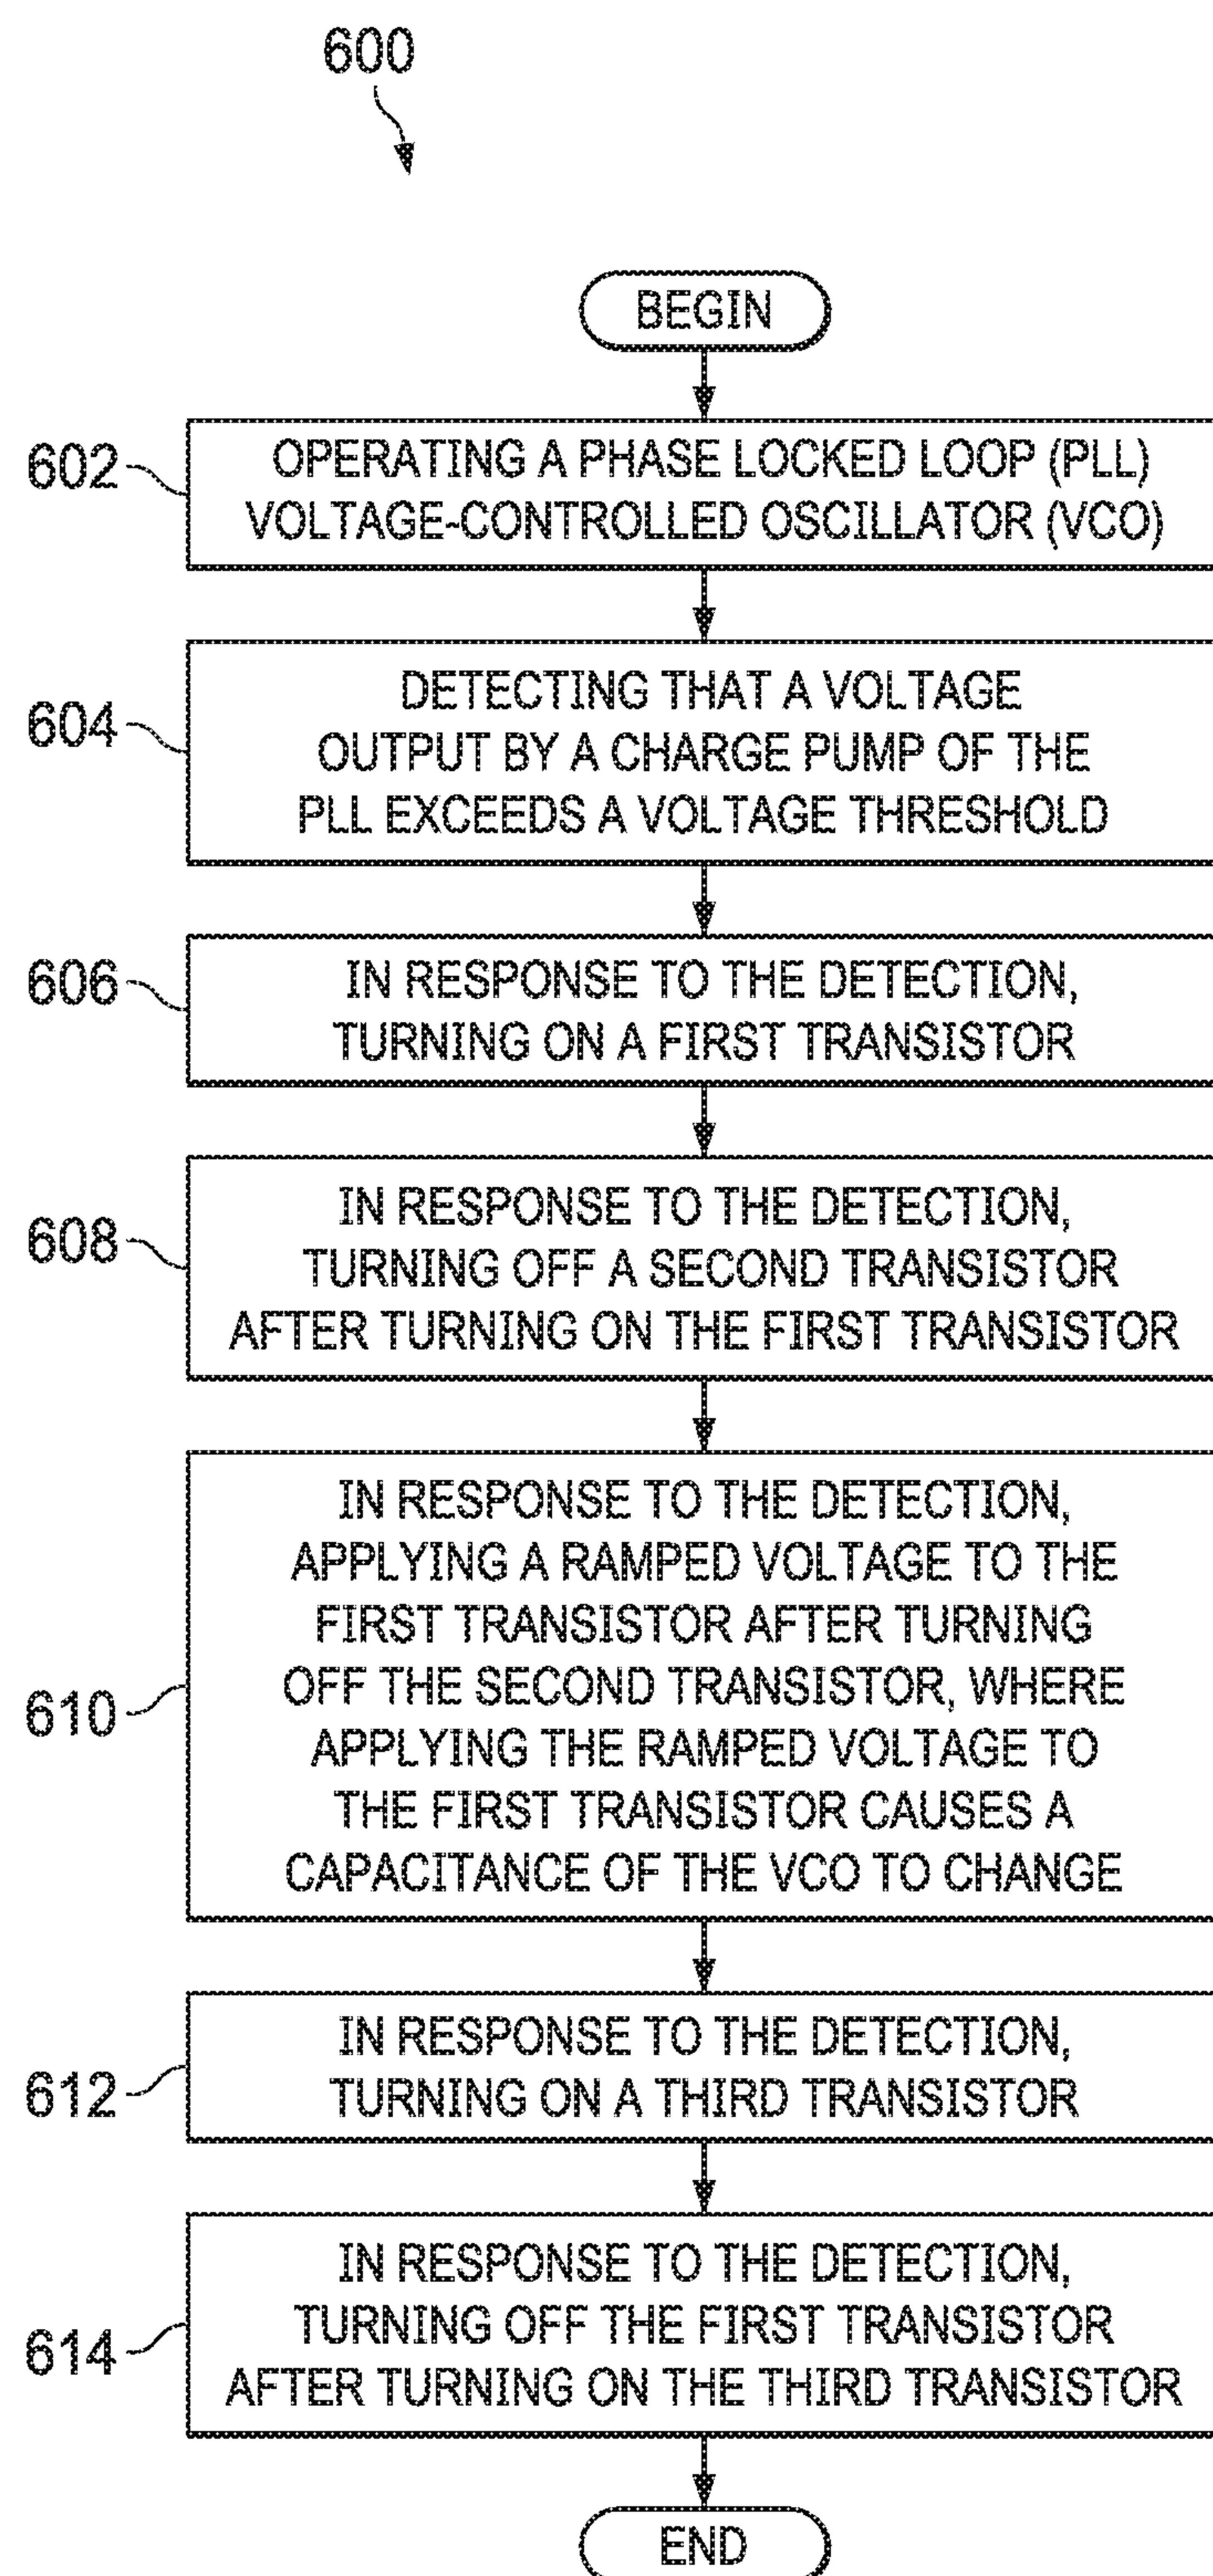 600
BEGIN
602
OPERATING A PHASE LOCKED LOOP (PLL)
VOLTAGE-CONTROLLED OSCILLATOR (VCO)
604
DETECTING THAT A VOLTAGE
OUTPUT BY A CHARGE PUMP OF THE
PLL EXCEEDS A VOLTAGE THRESHOLD
606
IN RESPONSE TO THE DETECTION,
TURNING ON A FIRST TRANSISTOR
608
IN RESPONSE TO THE DETECTION,
TURNING OFF A SECOND TRANSISTOR
AFTER TURNING ON THE FIRST TRANSISTOR
610
IN RESPONSE TO THE DETECTION,
APPLYING A RAMPED VOLTAGE TO THE
FIRST TRANSISTOR AFTER TURNING
OFF THE SECOND TRANSISTOR, WHERE
APPLYING THE RAMPED VOLTAGE TO
THE FIRST TRANSISTOR CAUSES A
CAPACITANCE OF THE VCO TO CHANGE
612
IN RESPONSE TO THE DETECTION,
TURNING ON A THIRD TRANSISTOR
614
IN RESPONSE TO THE DETECTION,
TURNING OFF THE FIRST TRANSISTOR
AFTER TURNING ON THE THIRD TRANSISTOR
END